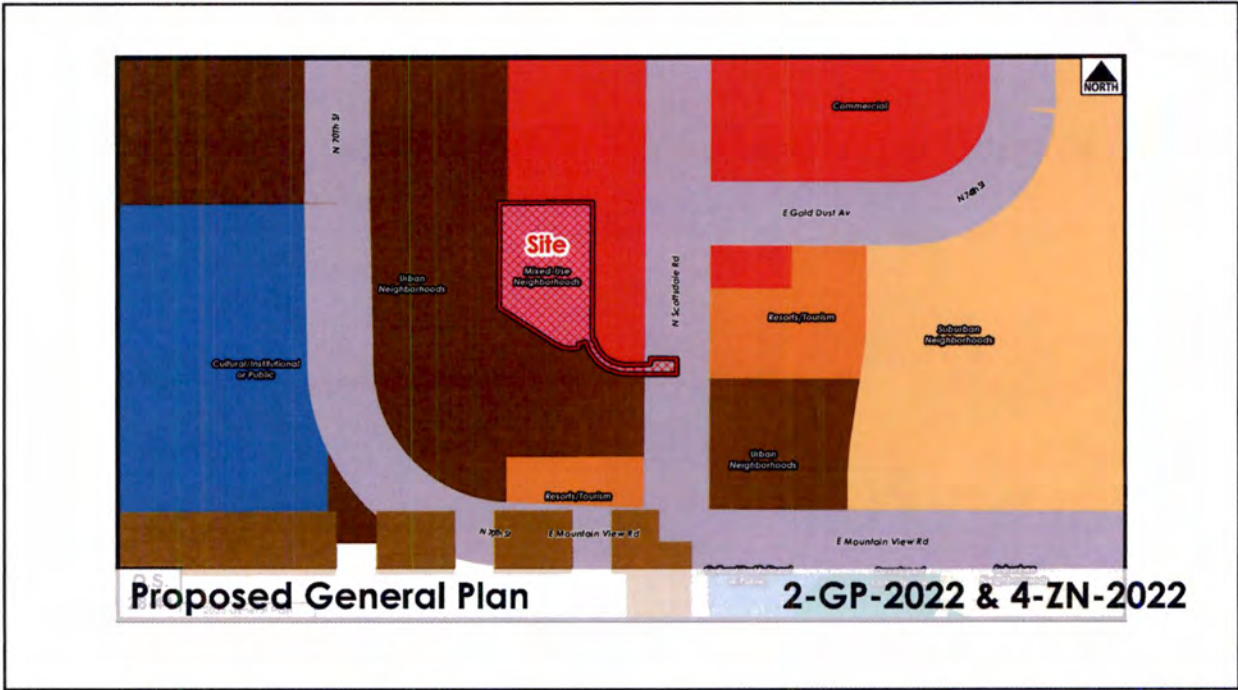 NORTH
Commercial
N 70Th St
N 74th St
E Gold Dust Av
Site
Mixed-Use
Neighborhoods
Urban
Neighborhoods
N Scottsdale Rd
Resorts/Tourism
Suburban
Neighborhoods
Cultural/Institutional
or Public
Urban
Neighborhoods
Resorts/Tourism
N 70th St
E Mountain View Rd
E Mountain View Rd
Q.S.
Proposed General Plan
2-GP-2022 & 4-ZN-2022